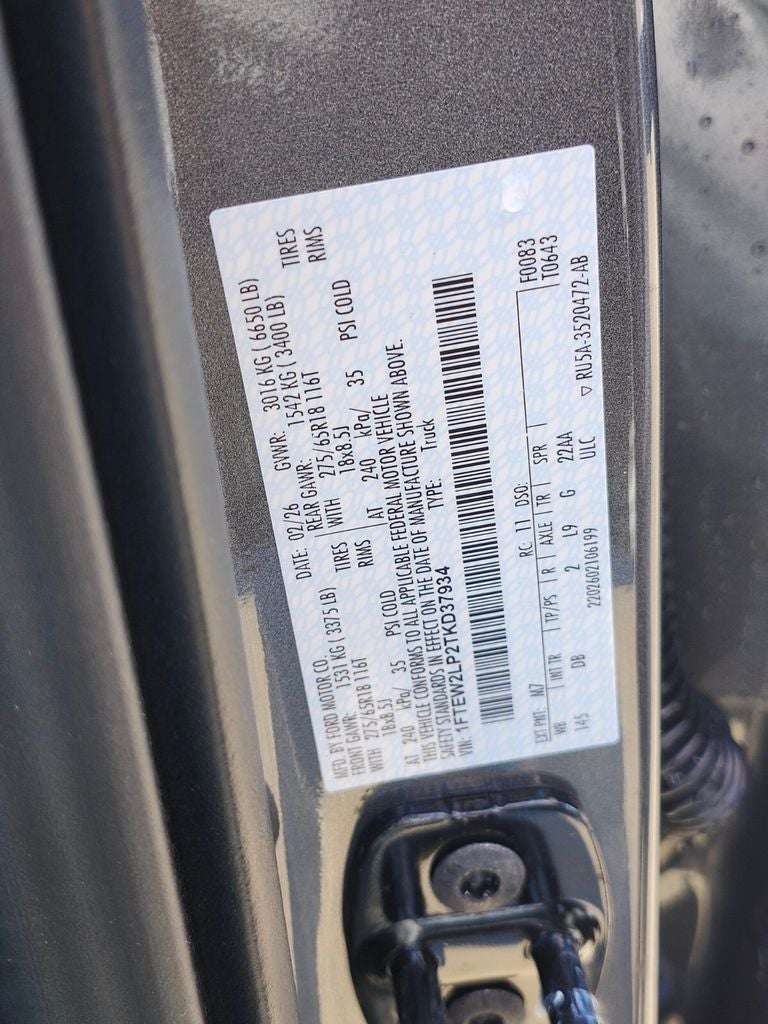 MFD. BY FORD MOTOR CO.
DATE: 02/26 GVWR: 3016 KG ( 6650 LB)
FRONT GAWR: 1531 KG ( 3375 LB) REAR GAWR: 1542 KG ( 3400 LB)
WITH 275/65R18 116T TIRES WITH 275/65R18 116T TIRES
18x8.5J RIMS 18x8.5J RIMS
AT 240 kPa/ 35 PSI COLD AT 240 kPa/ 35 PSI COLD
THIS VEHICLE CONFORMS TO ALL APPLICABLE FEDERAL MOTOR VEHICLE
SAFETY STANDARDS IN EFFECT ON THE DATE OF MANUFACTURE SHOWN ABOVE.
VIN: 1FTEW2LP2TKD37934 TYPE: Truck
F0083
EXT PNT: M7 RC: 11 DSO: T0643
WB INT TR TP/PS R AXLE TR SPR
145 DB 2 L9 G 22AA
2202602106199 ULC ▽ RU5A-3520472-AB